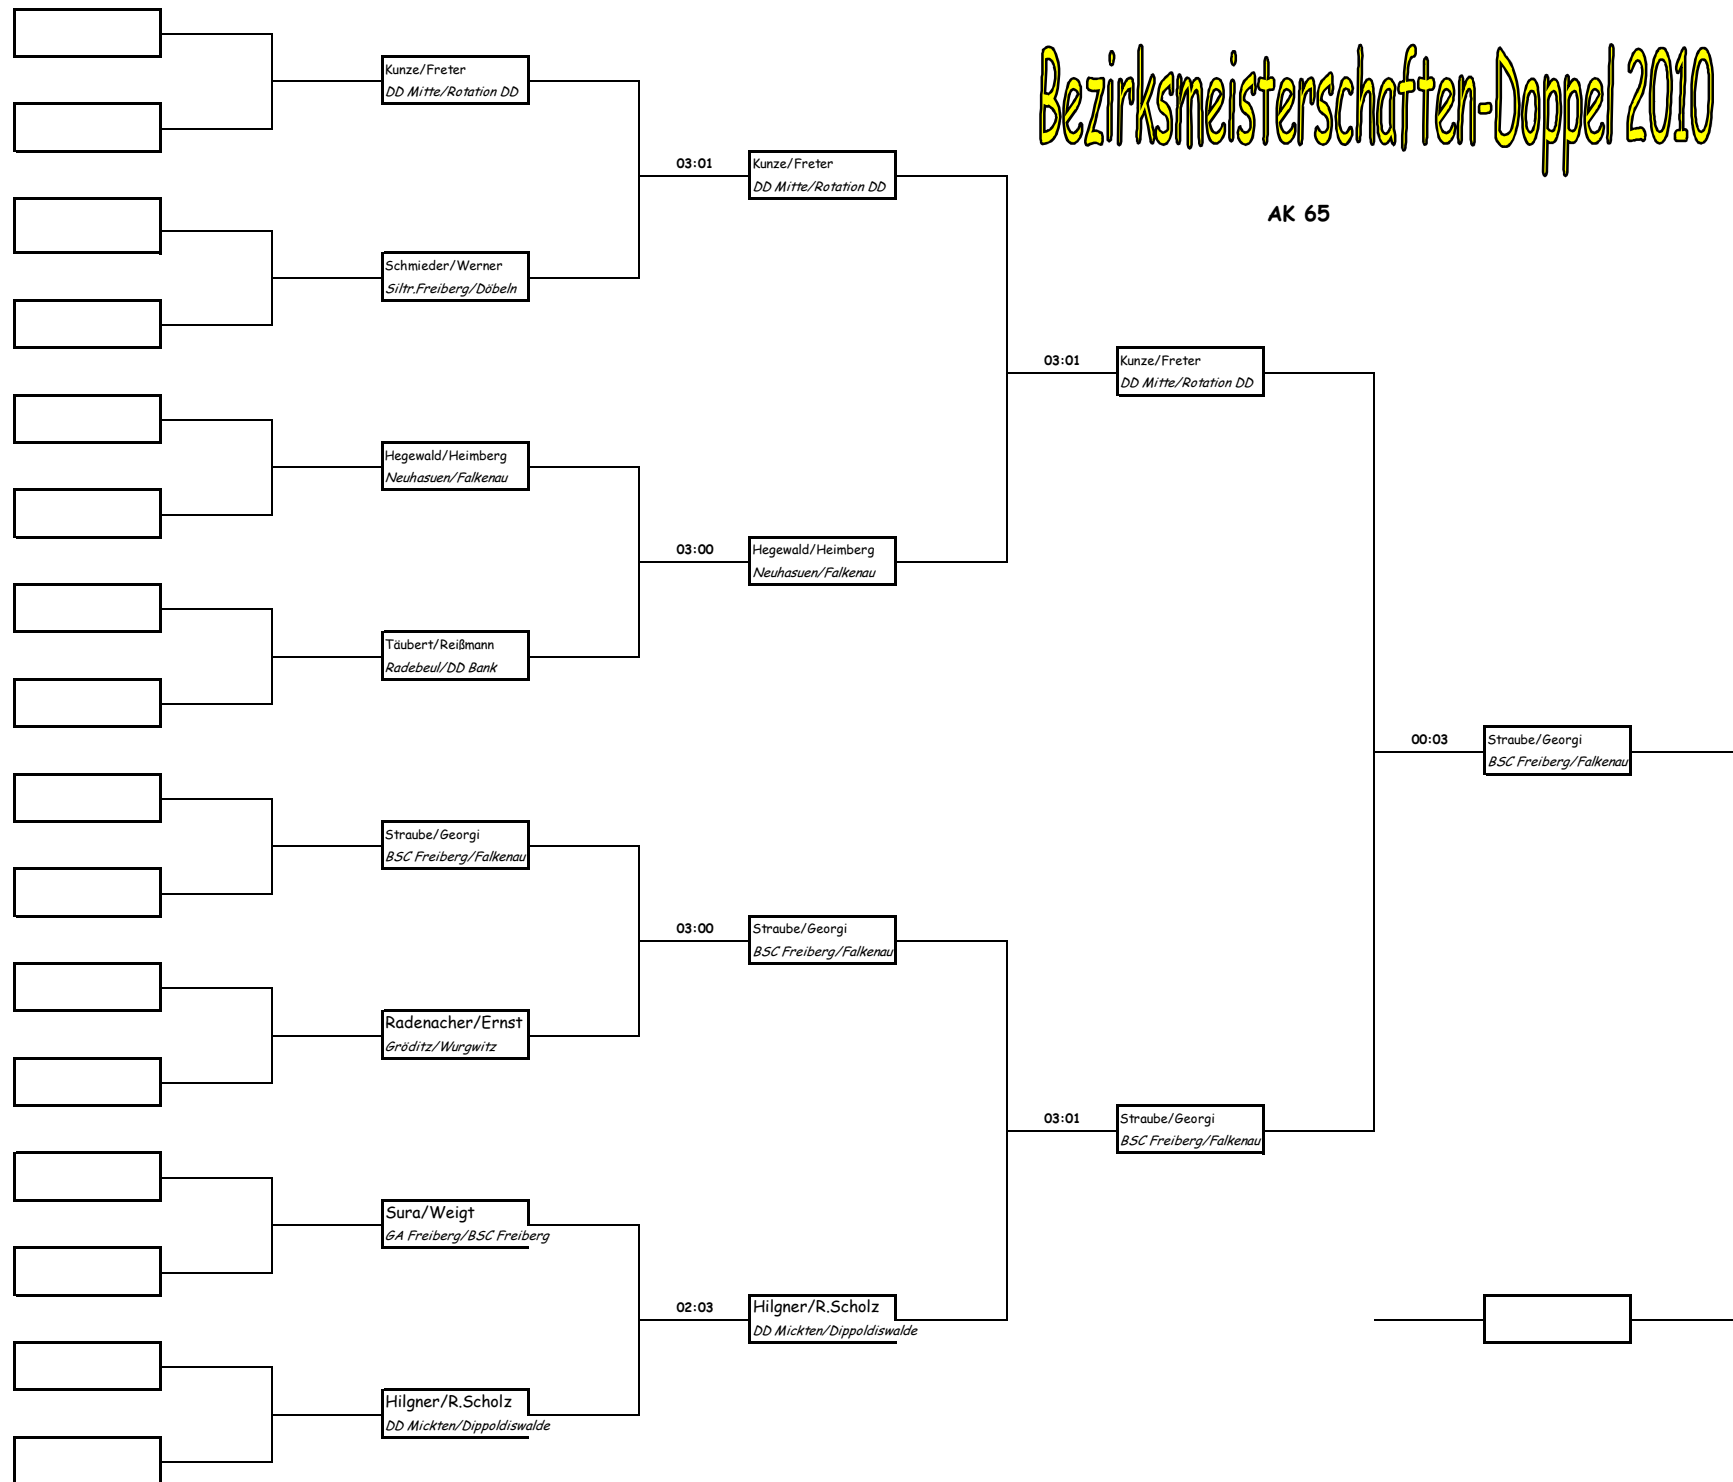 Bezirksmeisterschaften-Doppel 2010
AK 65
Kunze/Freter
DD Mitte/Rotation DD
Schmieder/Werner
Siltr.Freiberg/Döbeln
Hegewald/Heimberg
Neuhasuen/Falkenau
Täubert/Reißmann
Radebeul/DD Bank
Straube/Georgi
BSC Freiberg/Falkenau
Radenacher/Ernst
Gröditz/Wurgwitz
Sura/Weigt
GA Freiberg/BSC Freiberg
Hilgner/R.Scholz
DD Mickten/Dippoldiswalde
03:01
Kunze/Freter
DD Mitte/Rotation DD
03:00
Hegewald/Heimberg
Neuhasuen/Falkenau
03:00
Straube/Georgi
BSC Freiberg/Falkenau
02:03
Hilgner/R.Scholz
DD Mickten/Dippoldiswalde
03:01
Kunze/Freter
DD Mitte/Rotation DD
03:01
Straube/Georgi
BSC Freiberg/Falkenau
00:03
Straube/Georgi
BSC Freiberg/Falkenau